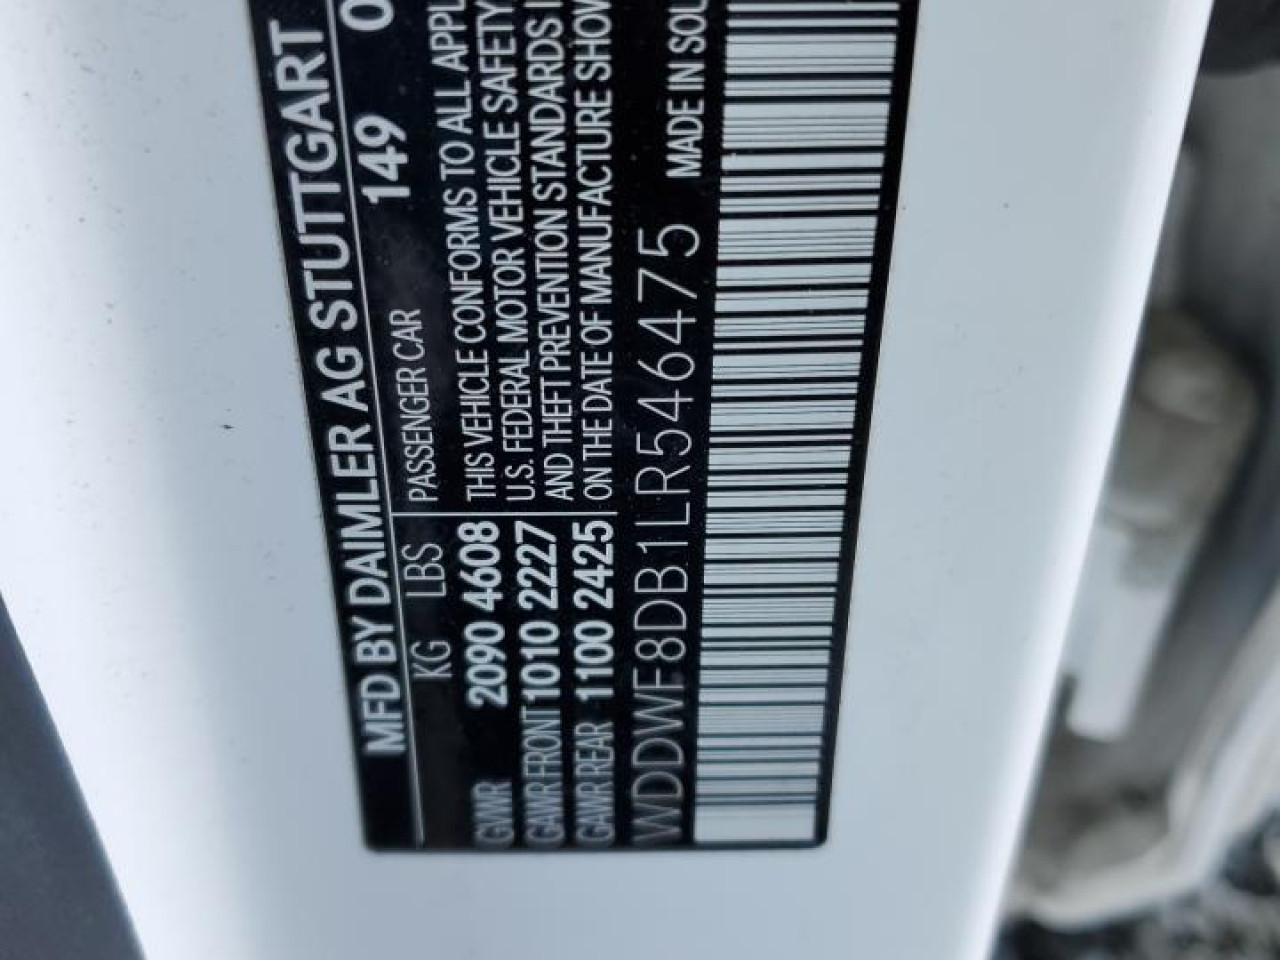 MFD BY DAIMLER AG STUTTGART
KG LBS 149 0
PASSENGER CAR
GVWR 2090 4608 THIS VEHICLE CONFORMS TO ALL
GAWR FRONT 1010 2227 U.S. FEDERAL MOTOR VEHICLE SAFETY
GAWR REAR 1100 2425 AND THEFT PREVENTION STANDARDS
ON THE DATE OF MANUFACTURE
WDDWF8DB1LR546475 MADE IN